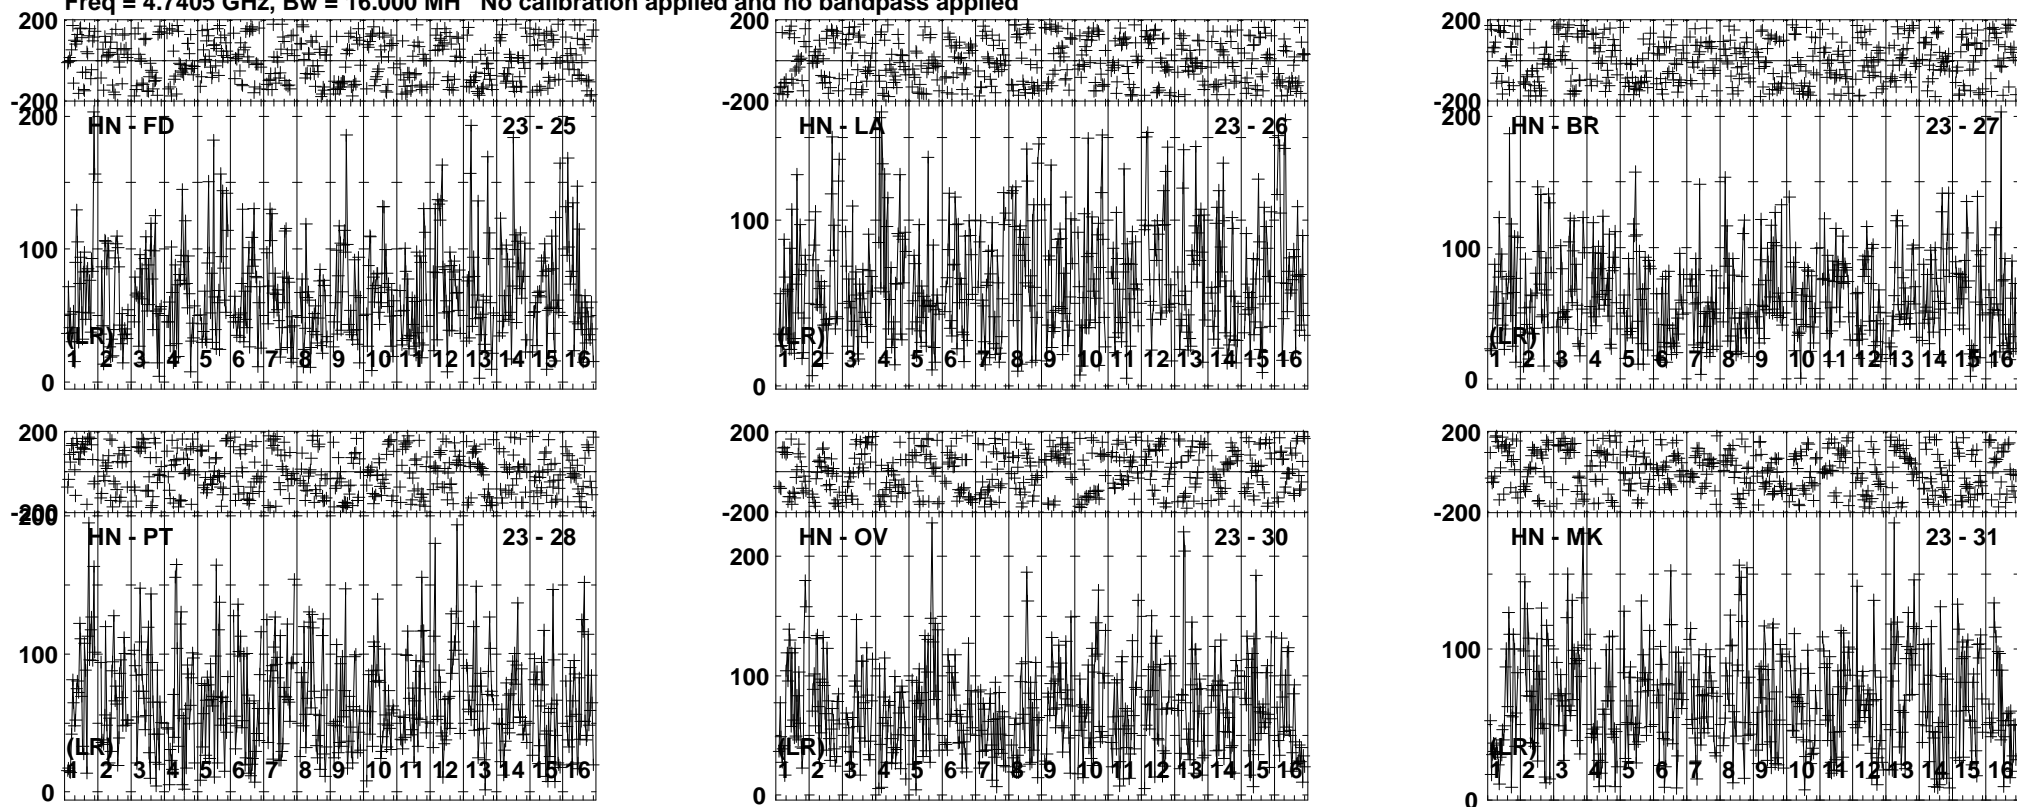 Freq = 4.7405 GHz, Bw = 16.000 MH No calibration applied and no bandpass applied
200
-200
200
HN - FD 23 - 25
100
(LR)
1 2 3 4 5 6 7 8 9 10 11 12 13 14 15 16
0
200
-200
HN - LA 23 - 26
100
(LR)
1 2 3 4 5 6 7 8 9 10 11 12 13 14 15 16
0
200
-200
200
HN - BR 23 - 27
100
(LR)
1 2 3 4 5 6 7 8 9 10 11 12 13 14 15 16
0
200
-200
200
HN - PT 23 - 28
100
(LR)
1 2 3 4 5 6 7 8 9 10 11 12 13 14 15 16
0
200
-200
HN - OV 23 - 30
200
100
(LR)
1 2 3 4 5 6 7 8 9 10 11 12 13 14 15 16
0
200
-200
HN - MK 23 - 31
100
(LR)
1 2 3 4 5 6 7 8 9 10 11 12 13 14 15 16
0